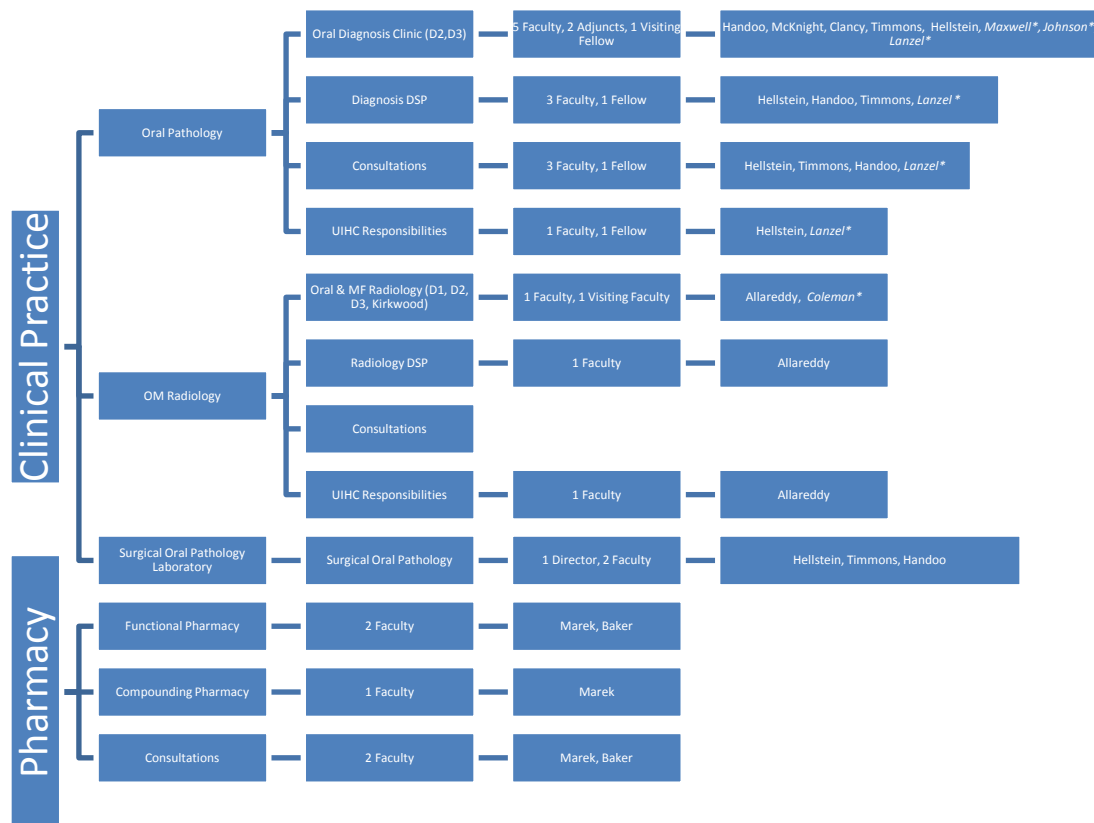 Clinical Practice
Oral Pathology
Oral Diagnosis Clinic (D2,D3)
5 Faculty, 2 Adjuncts, 1 Visiting
Fellow
Handoo, McKnight, Clancy, Timmons, Hellstein, Maxwell*, Johnson*
Lanzel*
Diagnosis DSP
3 Faculty, 1 Fellow
Hellstein, Handoo, Timmons, Lanzel *
Consultations
3 Faculty, 1 Fellow
Hellstein, Timmons, Handoo, Lanzel*
UIHC Responsibilities
1 Faculty, 1 Fellow
Hellstein, Lanzel*
OM Radiology
Oral & MF Radiology (D1, D2,
D3, Kirkwood)
1 Faculty, 1 Visiting Faculty
Allareddy, Coleman*
Radiology DSP
1 Faculty
Allareddy
Consultations
UIHC Responsibilities
1 Faculty
Allareddy
Surgical Oral Pathology
Laboratory
Surgical Oral Pathology
1 Director, 2 Faculty
Hellstein, Timmons, Handoo
Pharmacy
Functional Pharmacy
2 Faculty
Marek, Baker
Compounding Pharmacy
1 Faculty
Marek
Consultations
2 Faculty
Marek, Baker